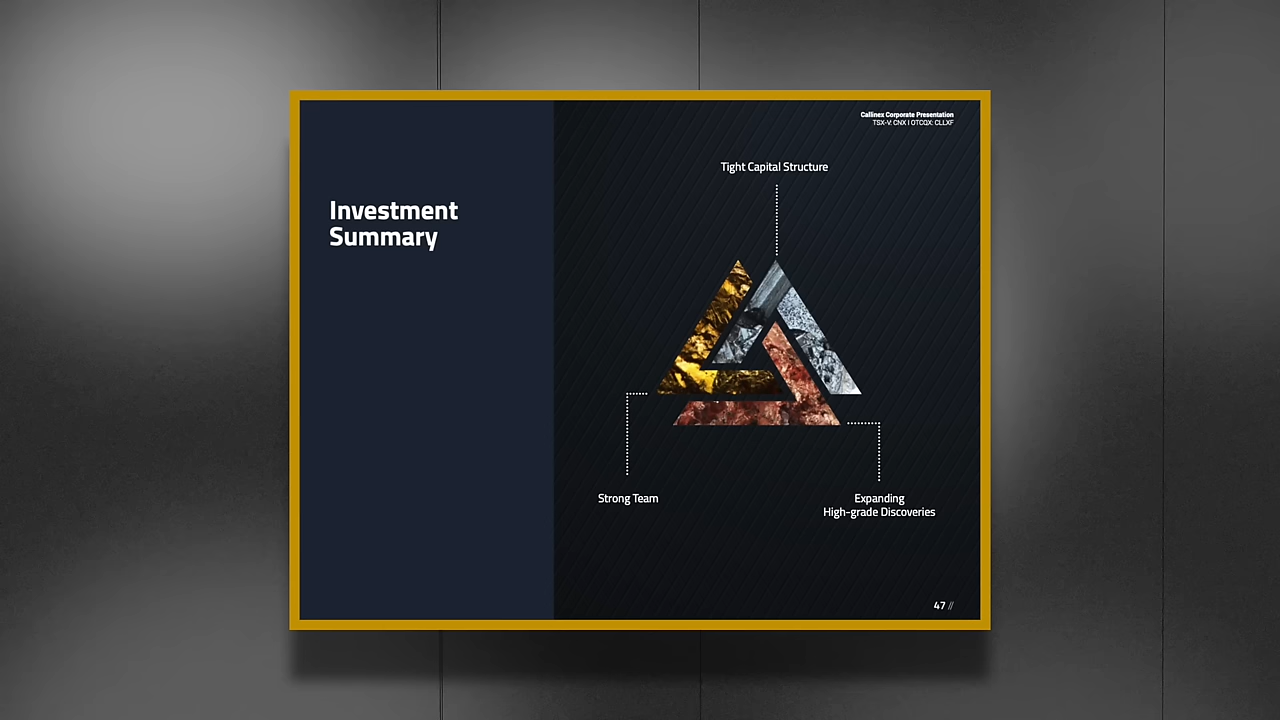 Callinex Corporate Presentation
TSX-V: CNX | OTCQX: CLLXF
Investment
Summary
Tight Capital Structure
Strong Team
Expanding
High-grade Discoveries
47 //